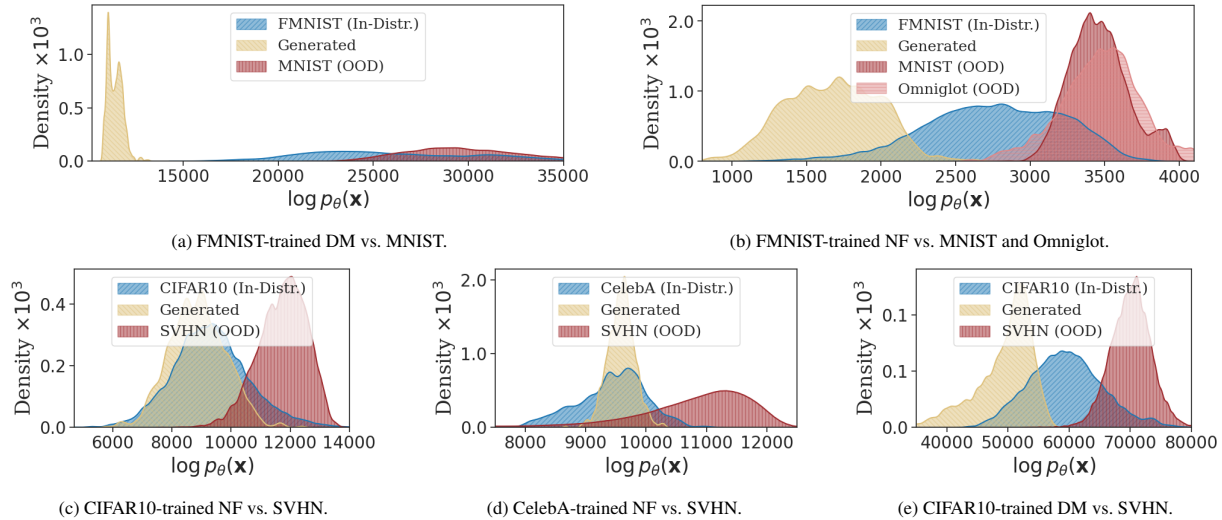 FMNIST (In-Distr.)
Generated
MNIST (OOD)
Density ×10³
1.0
0.5
0.0
15000 20000 25000 30000 35000
log pθ(x)
(a) FMNIST-trained DM vs. MNIST.
FMNIST (In-Distr.)
Generated
MNIST (OOD)
Omniglot (OOD)
Density ×10³
2.0
1.0
0.0
1000 1500 2000 2500 3000 3500 4000
log pθ(x)
(b) FMNIST-trained NF vs. MNIST and Omniglot.
CIFAR10 (In-Distr.)
Generated
SVHN (OOD)
Density ×10³
0.4
0.2
0.0
6000 8000 10000 12000 14000
log pθ(x)
(c) CIFAR10-trained NF vs. SVHN.
CelebA (In-Distr.)
Generated
SVHN (OOD)
Density ×10³
2.0
1.0
0.0
8000 9000 10000 11000 12000
log pθ(x)
(d) CelebA-trained NF vs. SVHN.
CIFAR10 (In-Distr.)
Generated
SVHN (OOD)
Density ×10³
0.1
0.1
0.0
40000 50000 60000 70000 80000
log pθ(x)
(e) CIFAR10-trained DM vs. SVHN.